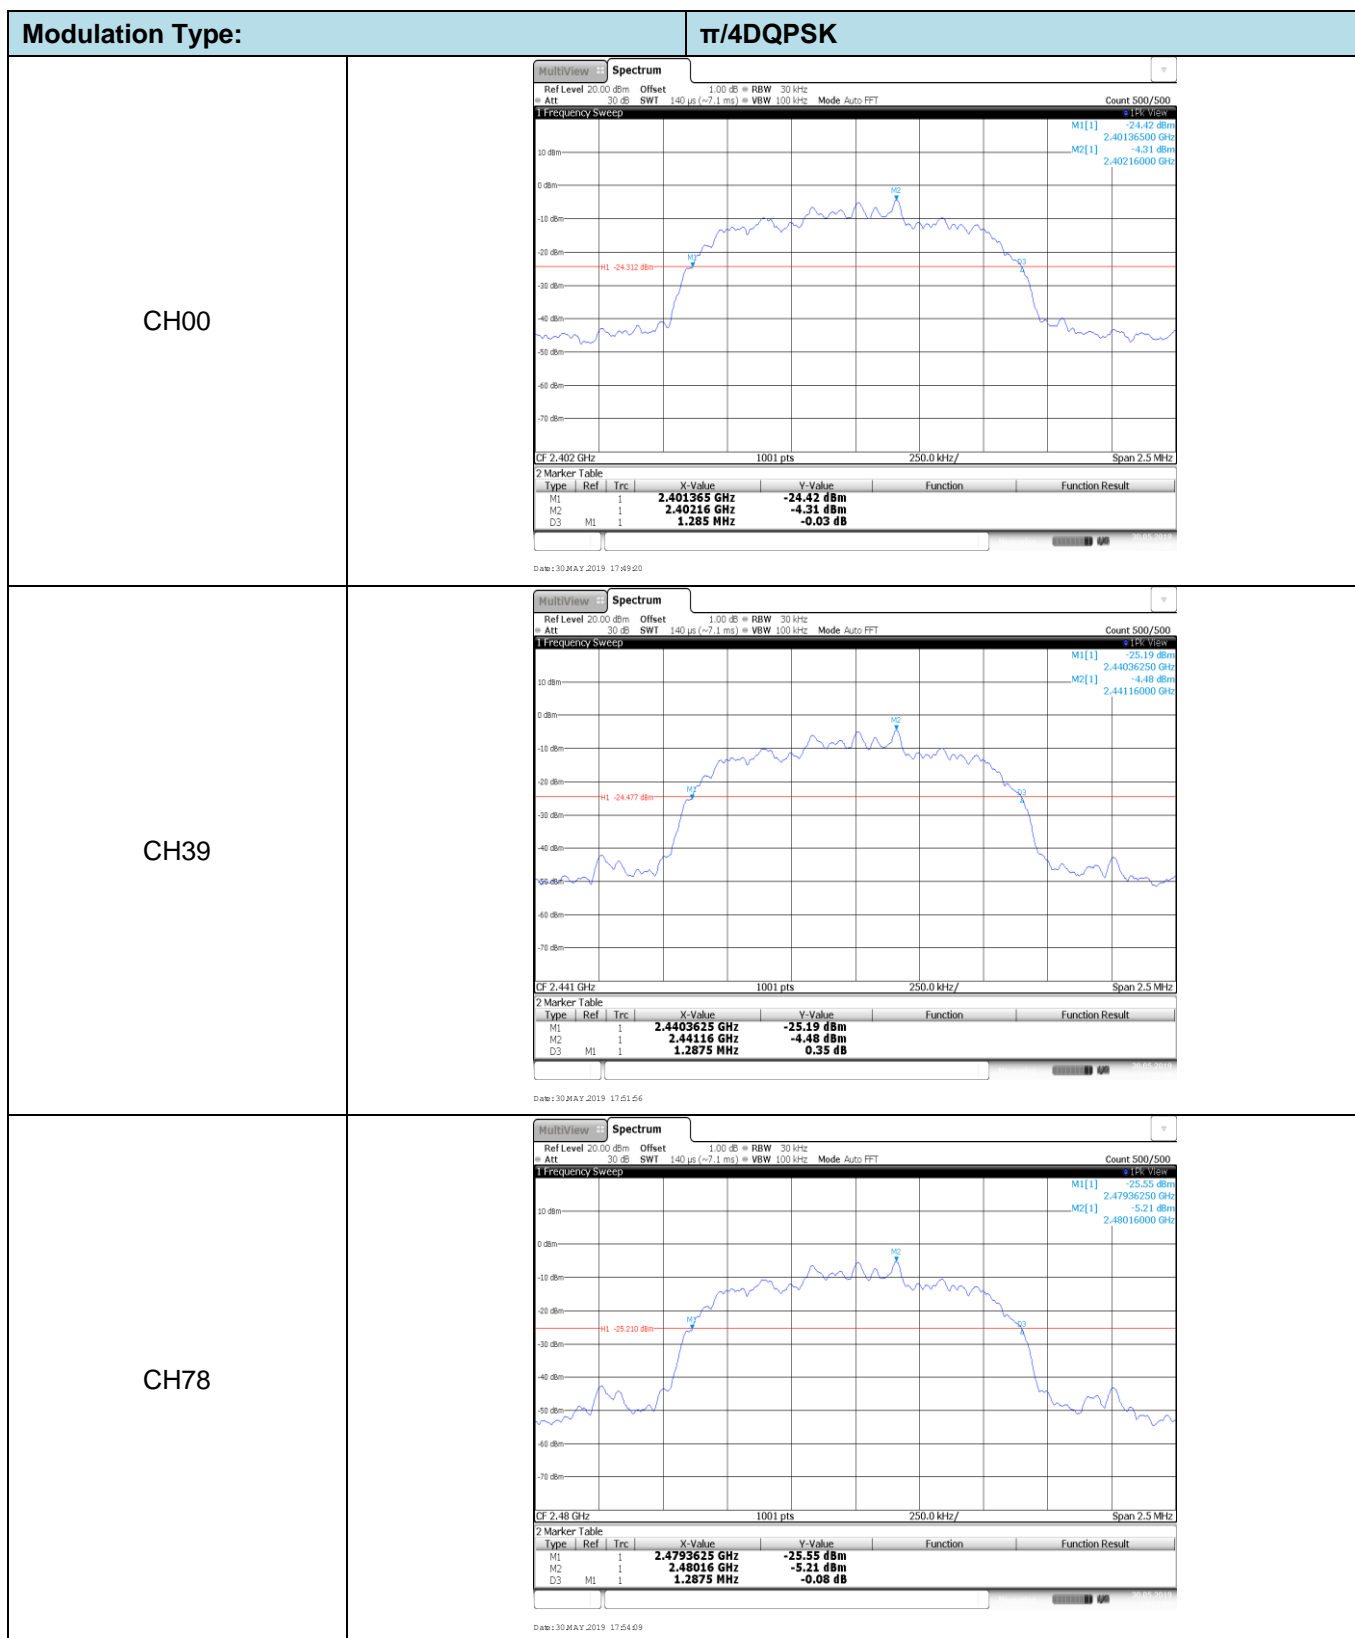 Modulation Type: π/4DQPSK
CH00
MultiView Spectrum
Ref Level 20.00 dBm Offset 1.00 dB RBW 30 kHz
Att 30 dB SWT 140 µs (~7.1 ms) VBW 100 kHz Mode Auto FFT Count 500/500
1 Frequency Sweep 1Pk View
M1[1] -24.42 dBm
2.40136500 GHz
M2[1] -4.31 dBm
2.40216000 GHz
10 dBm
0 dBm
M2
-10 dBm
-20 dBm
M1
D3
H1 -24.312 dBm
-30 dBm
-40 dBm
-50 dBm
-60 dBm
-70 dBm
CF 2.402 GHz 1001 pts 250.0 kHz/ Span 2.5 MHz
2 Marker Table
Type Ref Trc X-Value Y-Value Function Function Result
M1 1 2.401365 GHz -24.42 dBm
M2 1 2.40216 GHz -4.31 dBm
D3 M1 1 1.285 MHz -0.03 dB
Date: 30.MAY.2019 17:49:20
CH39
MultiView Spectrum
Ref Level 20.00 dBm Offset 1.00 dB RBW 30 kHz
Att 30 dB SWT 140 µs (~7.1 ms) VBW 100 kHz Mode Auto FFT Count 500/500
1 Frequency Sweep 1Pk View
M1[1] -25.19 dBm
2.44036250 GHz
M2[1] -4.48 dBm
2.44116000 GHz
10 dBm
0 dBm
M2
-10 dBm
-20 dBm
M1
D3
H1 -24.477 dBm
-30 dBm
-40 dBm
-50 dBm
-60 dBm
-70 dBm
CF 2.441 GHz 1001 pts 250.0 kHz/ Span 2.5 MHz
2 Marker Table
Type Ref Trc X-Value Y-Value Function Function Result
M1 1 2.4403625 GHz -25.19 dBm
M2 1 2.44116 GHz -4.48 dBm
D3 M1 1 1.2875 MHz 0.35 dB
Date: 30.MAY.2019 17:51:56
CH78
MultiView Spectrum
Ref Level 20.00 dBm Offset 1.00 dB RBW 30 kHz
Att 30 dB SWT 140 µs (~7.1 ms) VBW 100 kHz Mode Auto FFT Count 500/500
1 Frequency Sweep 1Pk View
M1[1] -25.55 dBm
2.47936250 GHz
M2[1] -5.21 dBm
2.48016000 GHz
10 dBm
0 dBm
M2
-10 dBm
-20 dBm
M1
D3
H1 -25.210 dBm
-30 dBm
-40 dBm
-50 dBm
-60 dBm
-70 dBm
CF 2.48 GHz 1001 pts 250.0 kHz/ Span 2.5 MHz
2 Marker Table
Type Ref Trc X-Value Y-Value Function Function Result
M1 1 2.4793625 GHz -25.55 dBm
M2 1 2.48016 GHz -5.21 dBm
D3 M1 1 1.2875 MHz -0.08 dB
Date: 30.MAY.2019 17:54:09